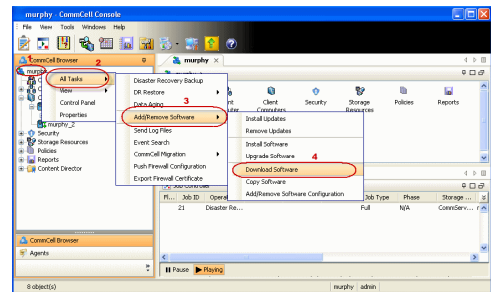 murphy - CommCell Console
File View Tools Windows Help
CommCell Browser
murphy
1
2
All Tasks
View
Control Panel
Properties
murphy_2
Security
Storage Resources
Policies
Reports
Content Director
Disaster Recovery Backup
DR Restore
Data Aging
3
Add/Remove Software
Send Log Files
Event Search
CommCell Migration
Push Firewall Configuration
Export Firewall Certificate
Install Updates
Remove Updates
Install Software
Upgrade Software
4
Download Software
Copy Software
Add/Remove Software Configuration
murphy
Client Computers
Security
Storage Resources
Policies
Reports
Job Controller
Job ID
Job Type
Phase
Storage ...
21
Disaster Re...
Full
N/A
CommServ...
CommCell Browser
Agents
Pause
Playing
8 object(s)
murphy
admin